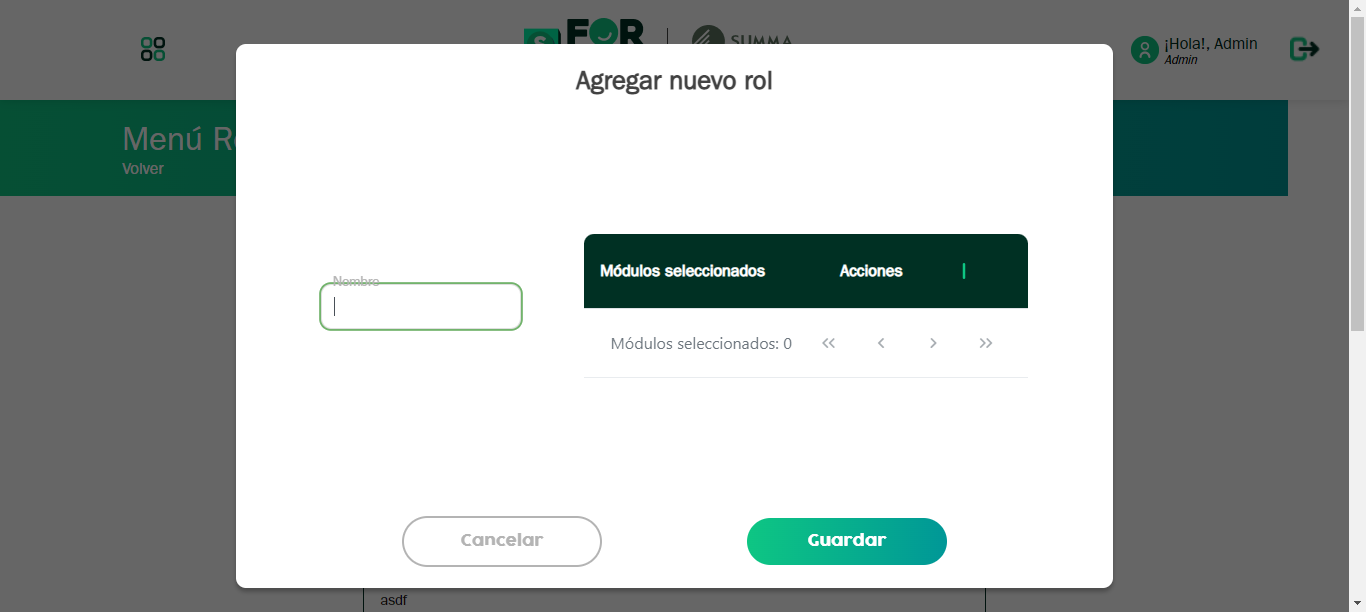 FOR
SUMMA
¡Hola!, Admin
Admin
Agregar nuevo rol
Menú R
Volver
Módulos seleccionados Acciones
Nombre
Módulos seleccionados: 0
Cancelar Guardar
asdf